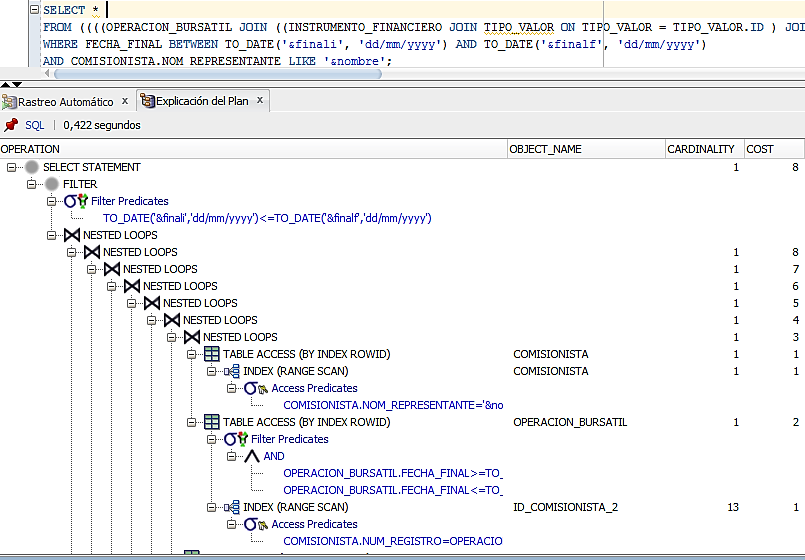 SELECT *
FROM ((((OPERACION_BURSATIL JOIN ((INSTRUMENTO_FINANCIERO JOIN TIPO_VALOR ON TIPO_VALOR = TIPO_VALOR.ID ) JOI
WHERE FECHA_FINAL BETWEEN TO_DATE('&finali', 'dd/mm/yyyy') AND TO_DATE('&finalf', 'dd/mm/yyyy')
AND COMISIONISTA.NOM_REPRESENTANTE LIKE '&nombre';
Rastreo Automático x Explicación del Plan x
SQL | 0,422 segundos
OPERATION OBJECT_NAME CARDINALITY COST
SELECT STATEMENT 1 8
FILTER
Filter Predicates
TO_DATE('&finali','dd/mm/yyyy')<=TO_DATE('&finalf','dd/mm/yyyy')
NESTED LOOPS
NESTED LOOPS 1 8
NESTED LOOPS 1 7
NESTED LOOPS 1 6
NESTED LOOPS 1 5
NESTED LOOPS 1 4
NESTED LOOPS 1 3
TABLE ACCESS (BY INDEX ROWID) COMISIONISTA 1 1
INDEX (RANGE SCAN) COMISIONISTA 1 1
Access Predicates
COMISIONISTA.NOM_REPRESENTANTE='&no
TABLE ACCESS (BY INDEX ROWID) OPERACION_BURSATIL 1 2
Filter Predicates
AND
OPERACION_BURSATIL.FECHA_FINAL>=TO_
OPERACION_BURSATIL.FECHA_FINAL<=TO_
INDEX (RANGE SCAN) ID_COMISIONISTA_2 13 1
Access Predicates
COMISIONISTA.NUM_REGISTRO=OPERACIO